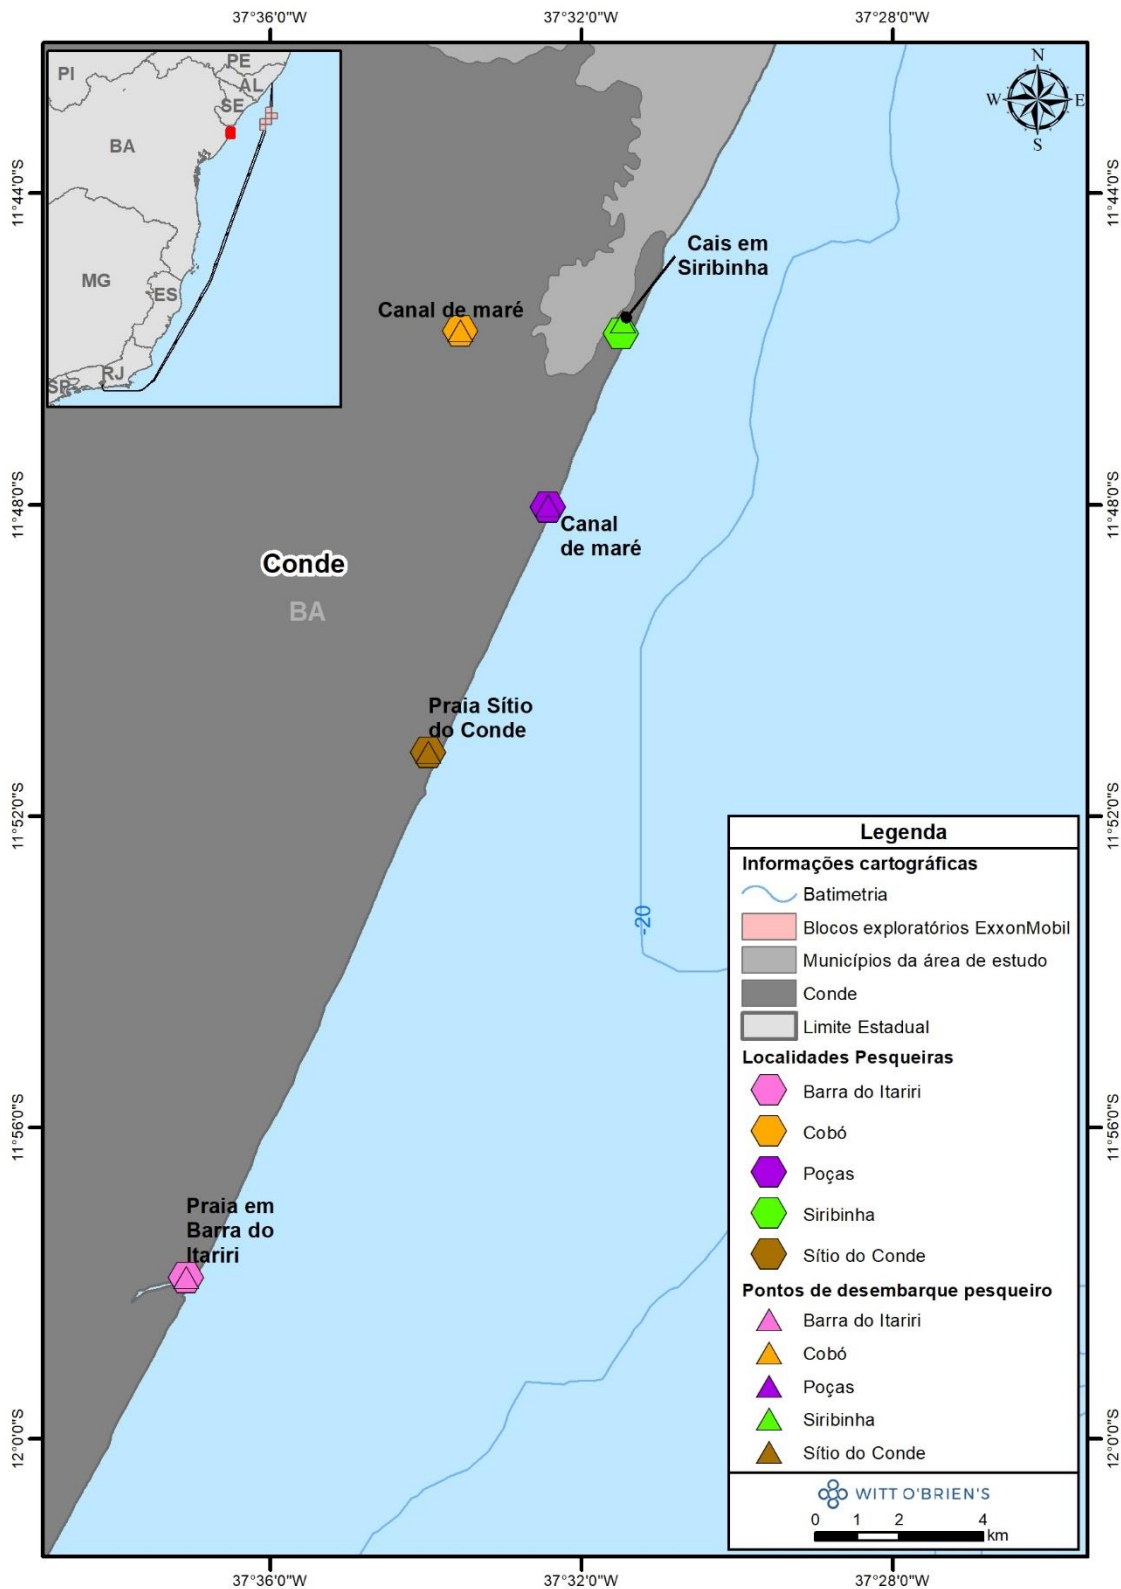 37°36'0"W
37°32'0"W
37°28'0"W
PI
PE
AL
SE
BA
MG
ES
RJ
SP
N
W
E
S
11°44'0"S
11°44'0"S
Cais em
Siribinha
Canal de maré
11°48'0"S
11°48'0"S
Canal
de maré
Conde
BA
Praia Sítio
do Conde
11°52'0"S
11°52'0"S
-20
Praia em
Barra do
Itariri
11°56'0"S
11°56'0"S
12°0'0"S
12°0'0"S
Legenda
Informações cartográficas
Batimetria
Blocos exploratórios ExxonMobil
Municípios da área de estudo
Conde
Limite Estadual
Localidades Pesqueiras
Barra do Itariri
Cobó
Poças
Siribinha
Sítio do Conde
Pontos de desembarque pesqueiro
Barra do Itariri
Cobó
Poças
Siribinha
Sítio do Conde
WITT O'BRIEN'S
0 1 2 4
km
37°36'0"W
37°32'0"W
37°28'0"W